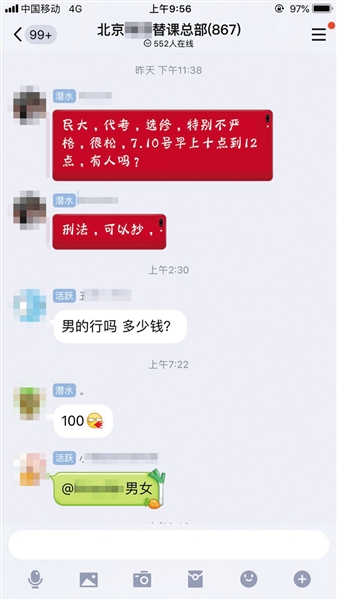 中国移动 4G
上午9:56
97%
99+
北京
替课总部(867)
552人在线
昨天 下午11:38
潜水
民大，代考，选修，特别不严
格，很松，7.10号早上十点到12
点，有人吗？
潜水
刑法，可以抄，
上午2:30
活跃
男的行吗 多少钱？
上午7:22
潜水
100
活跃
@
男女